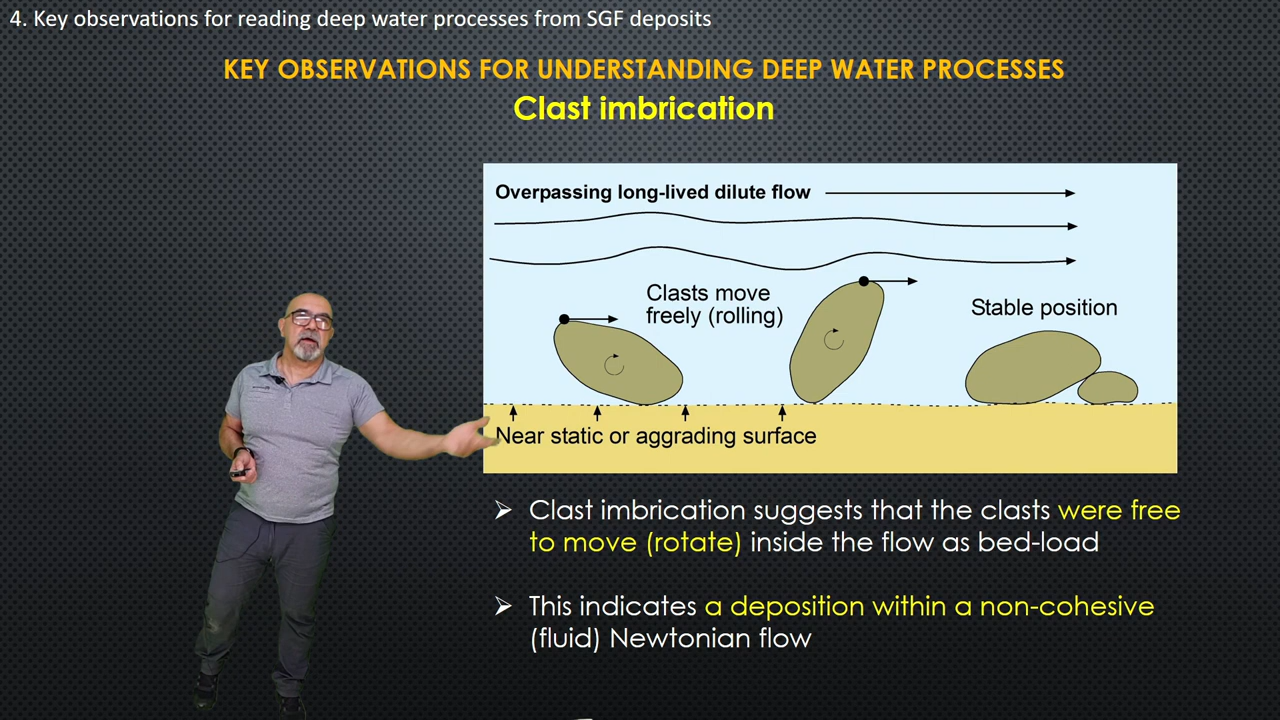 4. Key observations for reading deep water processes from SGF deposits
KEY OBSERVATIONS FOR UNDERSTANDING DEEP WATER PROCESSES
Clast imbrication
Overpassing long-lived dilute flow
Clasts move
freely (rolling)
Stable position
Near static or aggrading surface
➢ Clast imbrication suggests that the clasts were free
to move (rotate) inside the flow as bed-load
➢ This indicates a deposition within a non-cohesive
(fluid) Newtonian flow